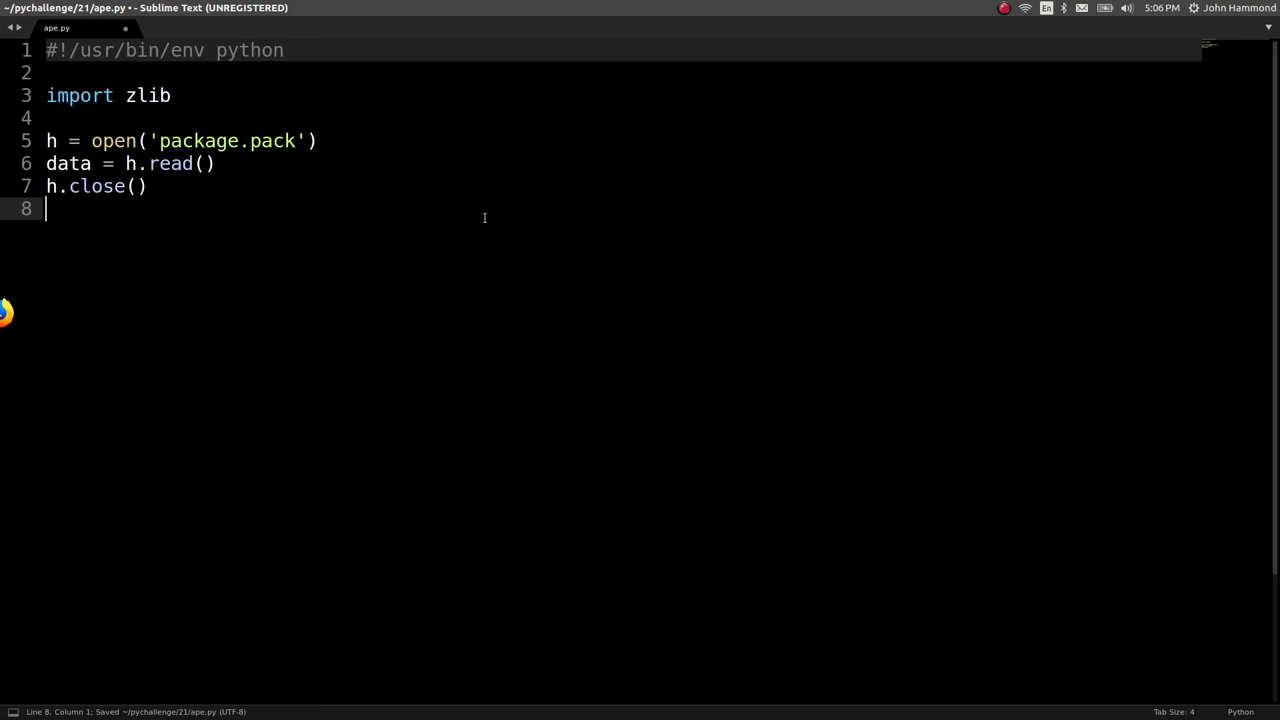 ~/pychallenge/21/ape.py • - Sublime Text (UNREGISTERED)
En
5:06 PM
John Hammond
ape.py
1 #!/usr/bin/env python
2
3 import zlib
4
5 h = open('package.pack')
6 data = h.read()
7 h.close()
8
Line 8, Column 1; Saved ~/pychallenge/21/ape.py (UTF-8)
Tab Size: 4
Python